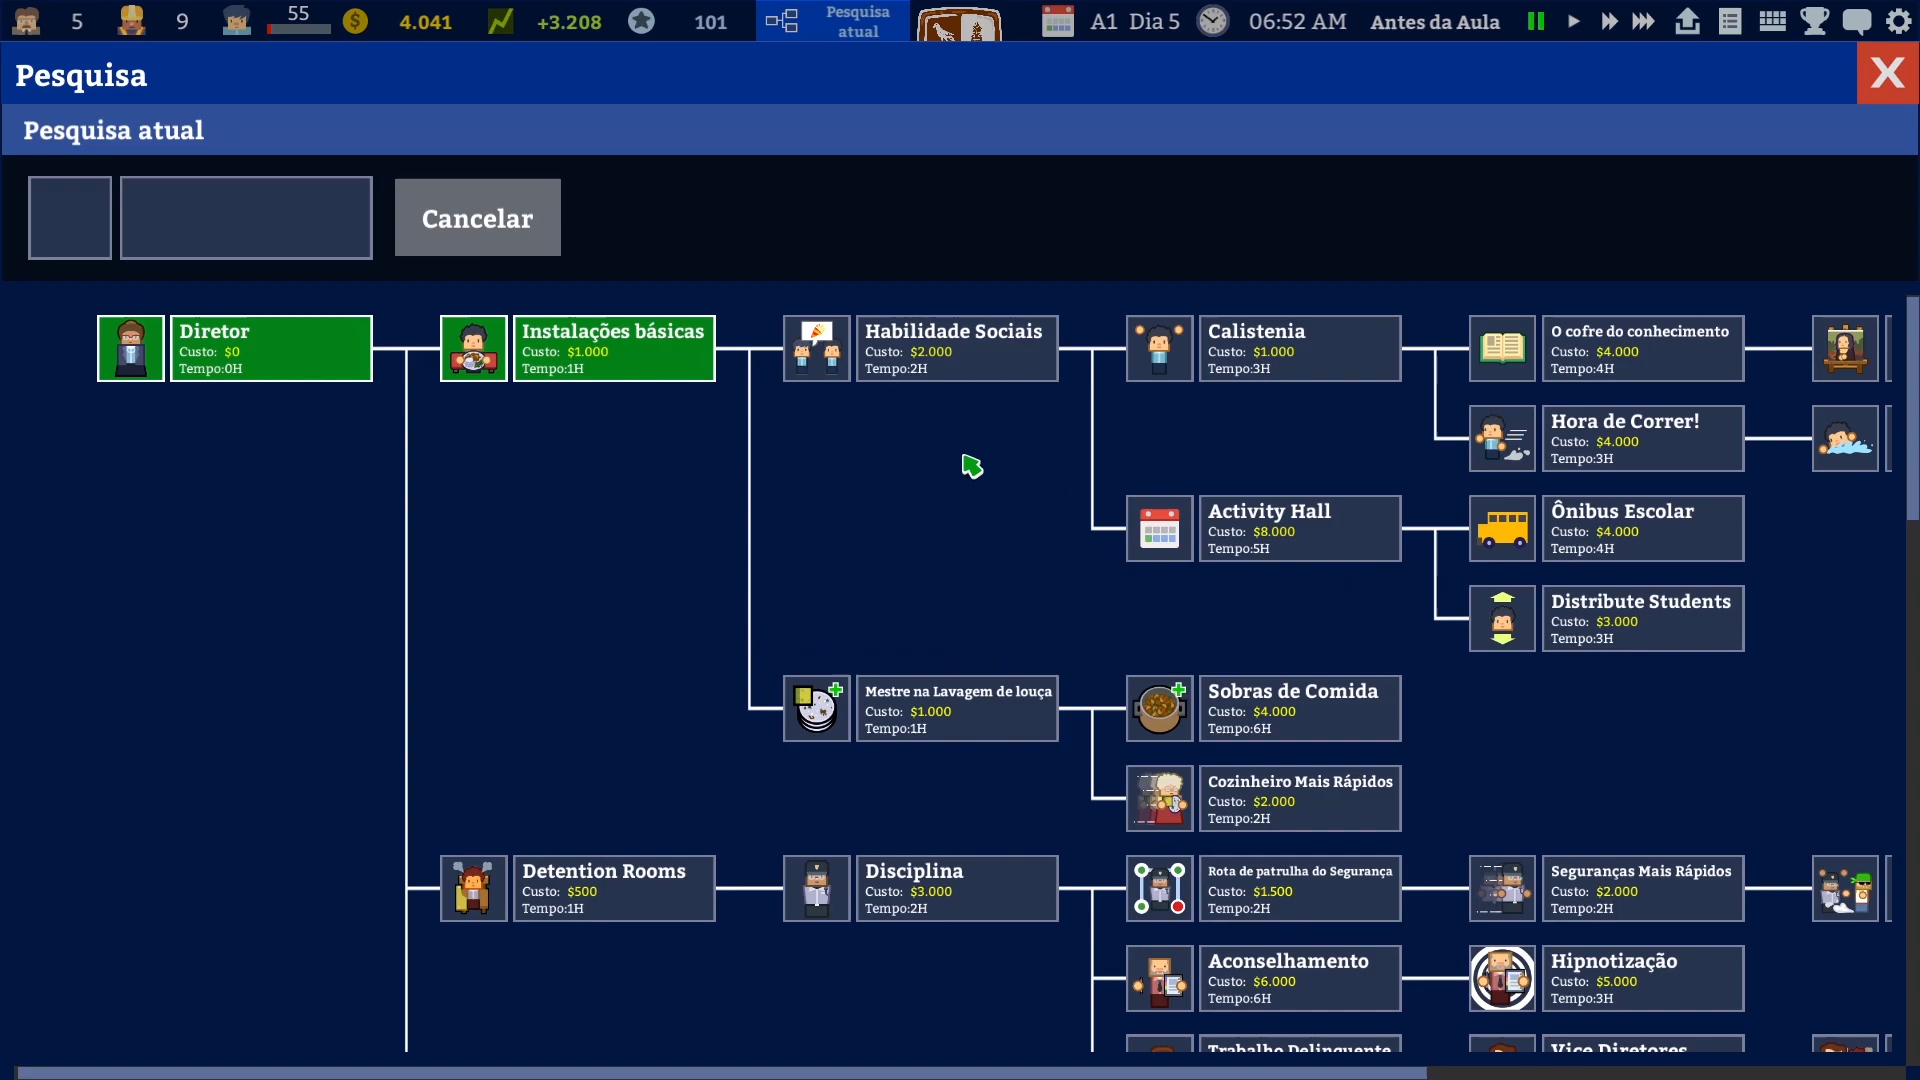 5
9
55
4.041
+3.208
101
Pesquisa
atual
A1 Dia 5
06:52 AM
Antes da Aula
Pesquisa
X
Pesquisa atual
Cancelar
Diretor
Custo: $0
Tempo:0H
Instalações básicas
Custo: $1.000
Tempo:1H
Habilidade Sociais
Custo: $2.000
Tempo:2H
Calistenia
Custo: $1.000
Tempo:3H
O cofre do conhecimento
Custo: $4.000
Tempo:4H
Hora de Correr!
Custo: $4.000
Tempo:3H
Activity Hall
Custo: $8.000
Tempo:5H
Ônibus Escolar
Custo: $4.000
Tempo:4H
Distribute Students
Custo: $3.000
Tempo:3H
Mestre na Lavagem de louça
Custo: $1.000
Tempo:1H
Sobras de Comida
Custo: $4.000
Tempo:6H
Cozinheiro Mais Rápidos
Custo: $2.000
Tempo:2H
Detention Rooms
Custo: $500
Tempo:1H
Disciplina
Custo: $3.000
Tempo:2H
Rota de patrulha do Segurança
Custo: $1.500
Tempo:2H
Seguranças Mais Rápidos
Custo: $2.000
Tempo:2H
Aconselhamento
Custo: $6.000
Tempo:6H
Hipnotização
Custo: $5.000
Tempo:3H
Trabalho Delinquente
Vice Diretores